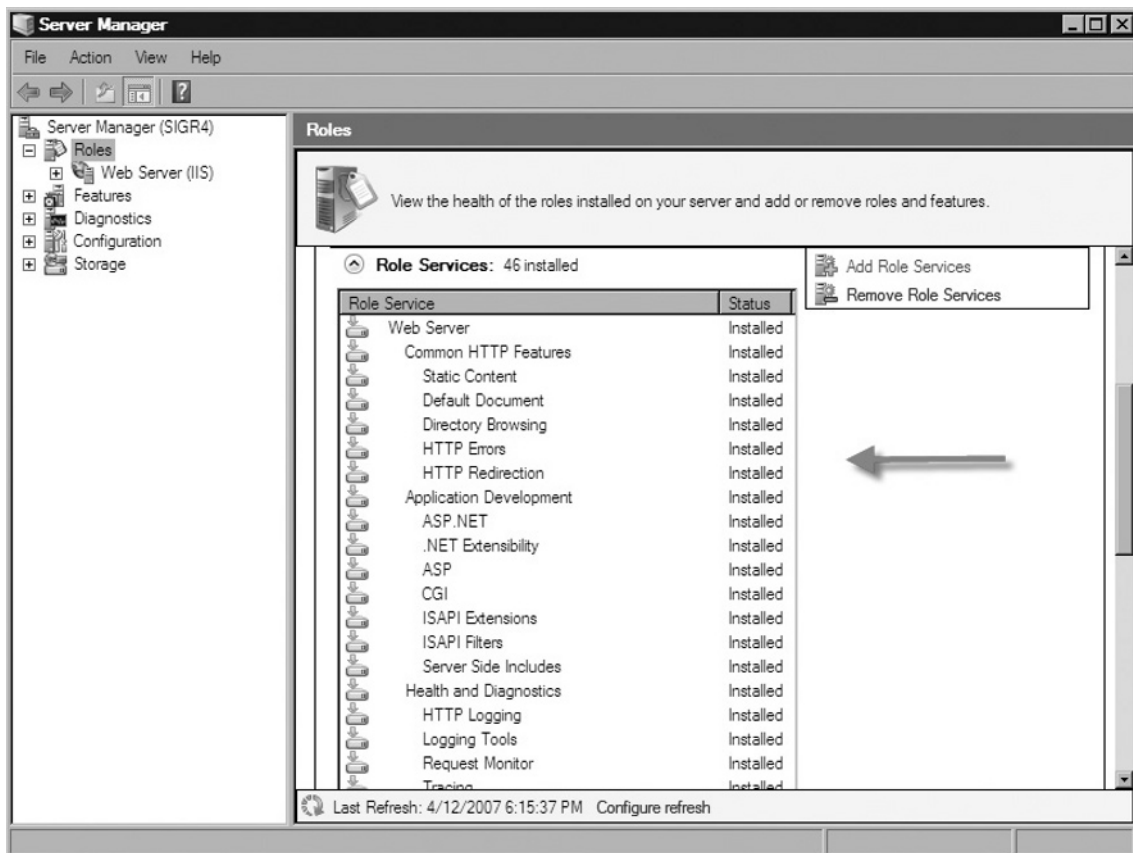 Server Manager
File Action View Help
Server Manager (SIGR4)
Roles
Web Server (IIS)
Features
Diagnostics
Configuration
Storage
Roles
View the health of the roles installed on your server and add or remove roles and features.
Role Services: 46 installed
Add Role Services
Remove Role Services
Role Service Status
Web Server Installed
Common HTTP Features Installed
Static Content Installed
Default Document Installed
Directory Browsing Installed
HTTP Errors Installed
HTTP Redirection Installed
Application Development Installed
ASP.NET Installed
.NET Extensibility Installed
ASP Installed
CGI Installed
ISAPI Extensions Installed
ISAPI Filters Installed
Server Side Includes Installed
Health and Diagnostics Installed
HTTP Logging Installed
Logging Tools Installed
Request Monitor Installed
Tracing Installed
Last Refresh: 4/12/2007 6:15:37 PM Configure refresh